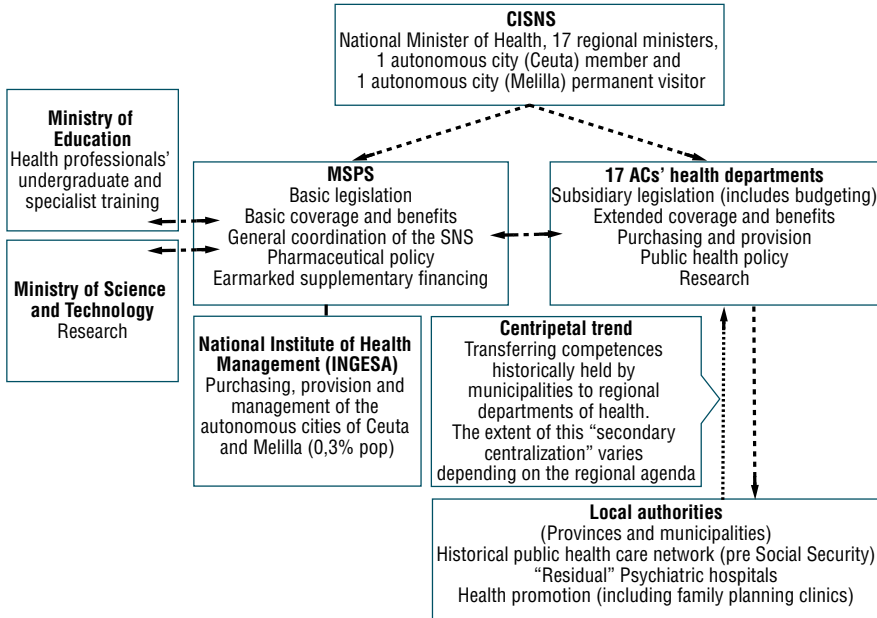 CISNS
National Minister of Health, 17 regional ministers,
1 autonomous city (Ceuta) member and
1 autonomous city (Melilla) permanent visitor
Ministry of
Education
Health professionals’
undergraduate and
specialist training
MSPS
Basic legislation
Basic coverage and benefits
General coordination of the SNS
Pharmaceutical policy
Earmarked supplementary financing
17 ACs’ health departments
Subsidiary legislation (includes budgeting)
Extended coverage and benefits
Purchasing and provision
Public health policy
Research
Ministry of Science
and Technology
Research
National Institute of Health
Management (INGESA)
Purchasing, provision and
management of the
autonomous cities of Ceuta
and Melilla (0,3% pop)
Centripetal trend
Transferring competences
historically held by
municipalities to regional
departments of health.
The extent of this “secondary
centralization” varies
depending on the regional agenda
Local authorities
(Provinces and municipalities)
Historical public health care network (pre Social Security)
“Residual” Psychiatric hospitals
Health promotion (including family planning clinics)